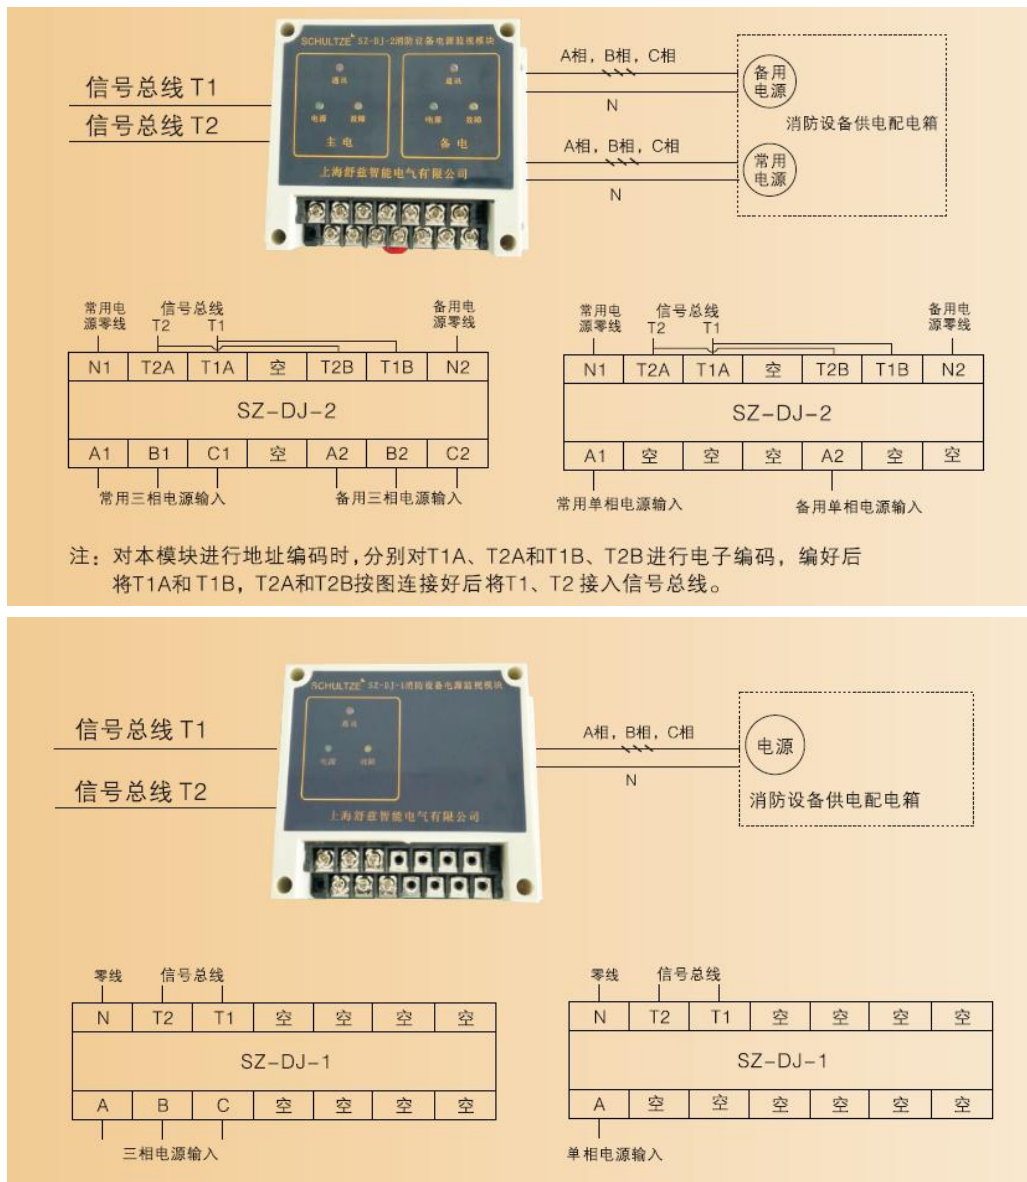 SCHULTZE SZ-DJ-2消防设备电源监视模块
通讯
通讯
电源 故障
电源 故障
主电
备电
上海舒兹智能电气有限公司
信号总线 T1
信号总线 T2
A相，B相，C相
N
A相，B相，C相
N
备用
电源
消防设备供电配电箱
常用
电源
常用电
源零线
信号总线
T2 T1
备用电
源零线
N1 T2A T1A 空 T2B T1B N2
SZ-DJ-2
A1 B1 C1 空 A2 B2 C2
常用三相电源输入 备用三相电源输入
常用电
源零线
信号总线
T2 T1
备用电
源零线
N1 T2A T1A 空 T2B T1B N2
SZ-DJ-2
A1 空 空 空 A2 空 空
常用单相电源输入 备用单相电源输入
注：对本模块进行地址编码时,分别对T1A、T2A和T1B、T2B进行电子编码，编好后
将T1A和T1B，T2A和T2B按图连接好后将T1、T2 接入信号总线。
SCHULTZE SZ-DJ-1消防设备电源监视模块
通讯
电源 故障
上海舒兹智能电气有限公司
信号总线 T1
信号总线 T2
A相，B相，C相
N
电源
消防设备供电配电箱
零线 信号总线
N T2 T1 空 空 空 空
SZ-DJ-1
A B C 空 空 空 空
三相电源输入
零线 信号总线
N T2 T1 空 空 空 空
SZ-DJ-1
A 空 空 空 空 空 空
单相电源输入